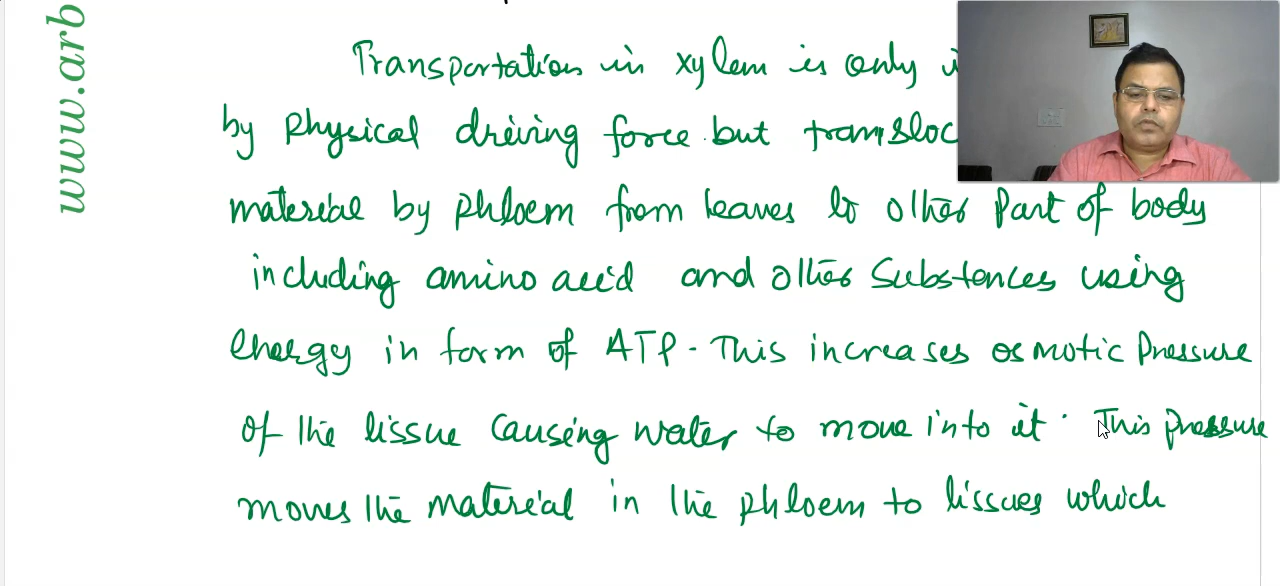 www.arb
Transportation in xylem is only i
by Physical driving force but transloc
material by phloem from leaves to other Part of body
including amino acid and other Substances using
energy in form of ATP. This increases osmotic Pressure
of the tissue causing water to move into it. This pressure
moves the material in the phloem to tissues which